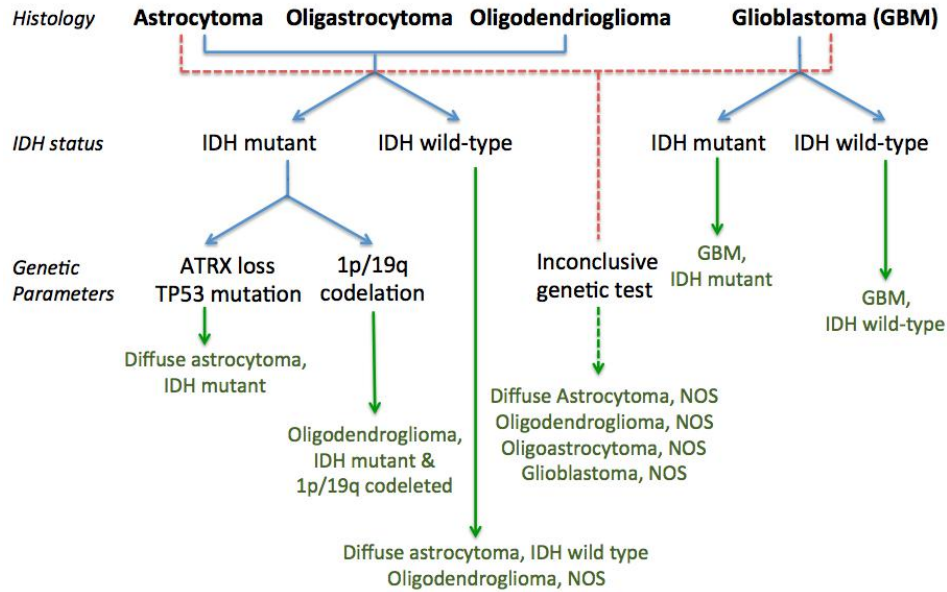 Histology
Astrocytoma
Oligastrocytoma
Oligodendrioglioma
Glioblastoma (GBM)
IDH status
IDH mutant
IDH wild-type
IDH mutant
IDH wild-type
Genetic
Parameters
ATRX loss
TP53 mutation
1p/19q
codelation
Inconclusive
genetic test
GBM,
IDH mutant
GBM,
IDH wild-type
Diffuse astrocytoma,
IDH mutant
Oligodendroglioma,
IDH mutant &
1p/19q codeleted
Diffuse Astrocytoma, NOS
Oligodendroglioma, NOS
Oligoastrocytoma, NOS
Glioblastoma, NOS
Diffuse astrocytoma, IDH wild type
Oligodendroglioma, NOS